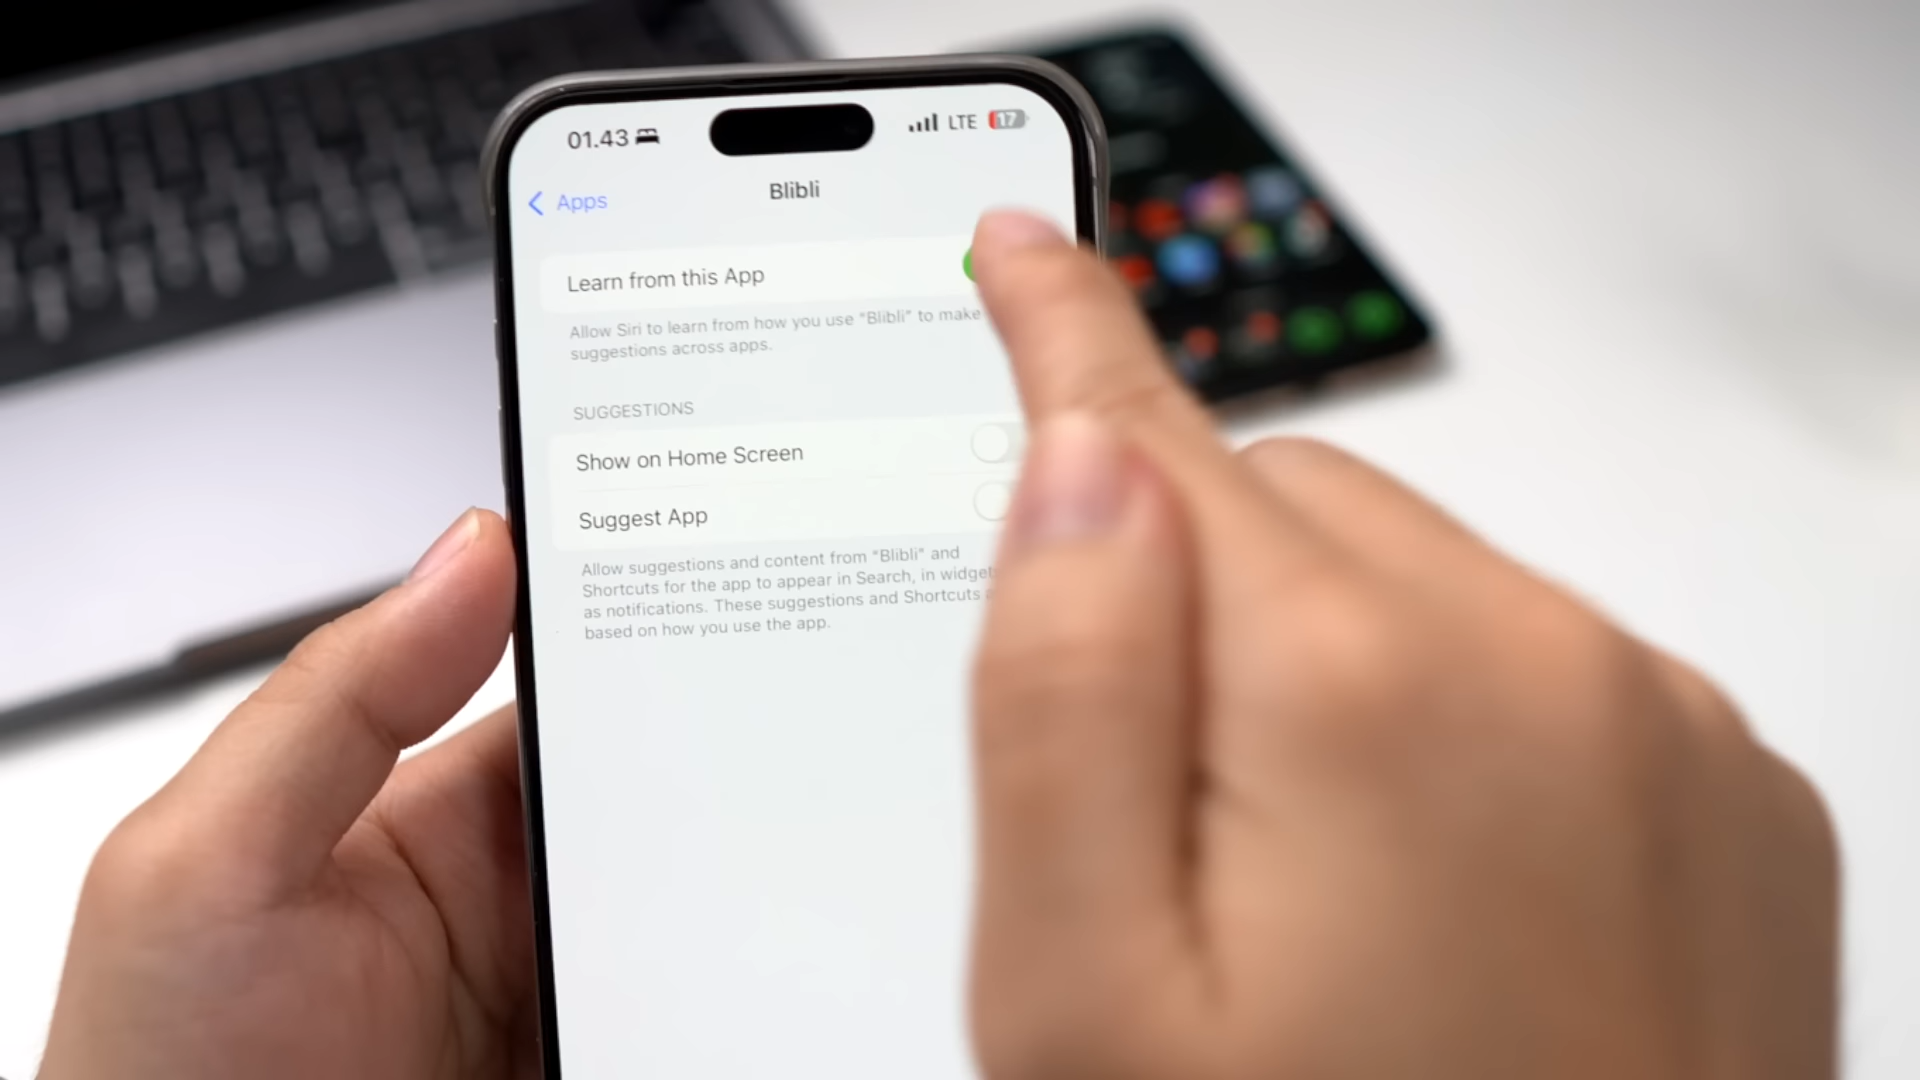 01.43
LTE 17
Apps
Blibli
Learn from this App
Allow Siri to learn from how you use “Blibli” to make
suggestions across apps.
SUGGESTIONS
Show on Home Screen
Suggest App
Allow suggestions and content from “Blibli” and
Shortcuts for the app to appear in Search, in widget
as notifications. These suggestions and Shortcuts a
based on how you use the app.